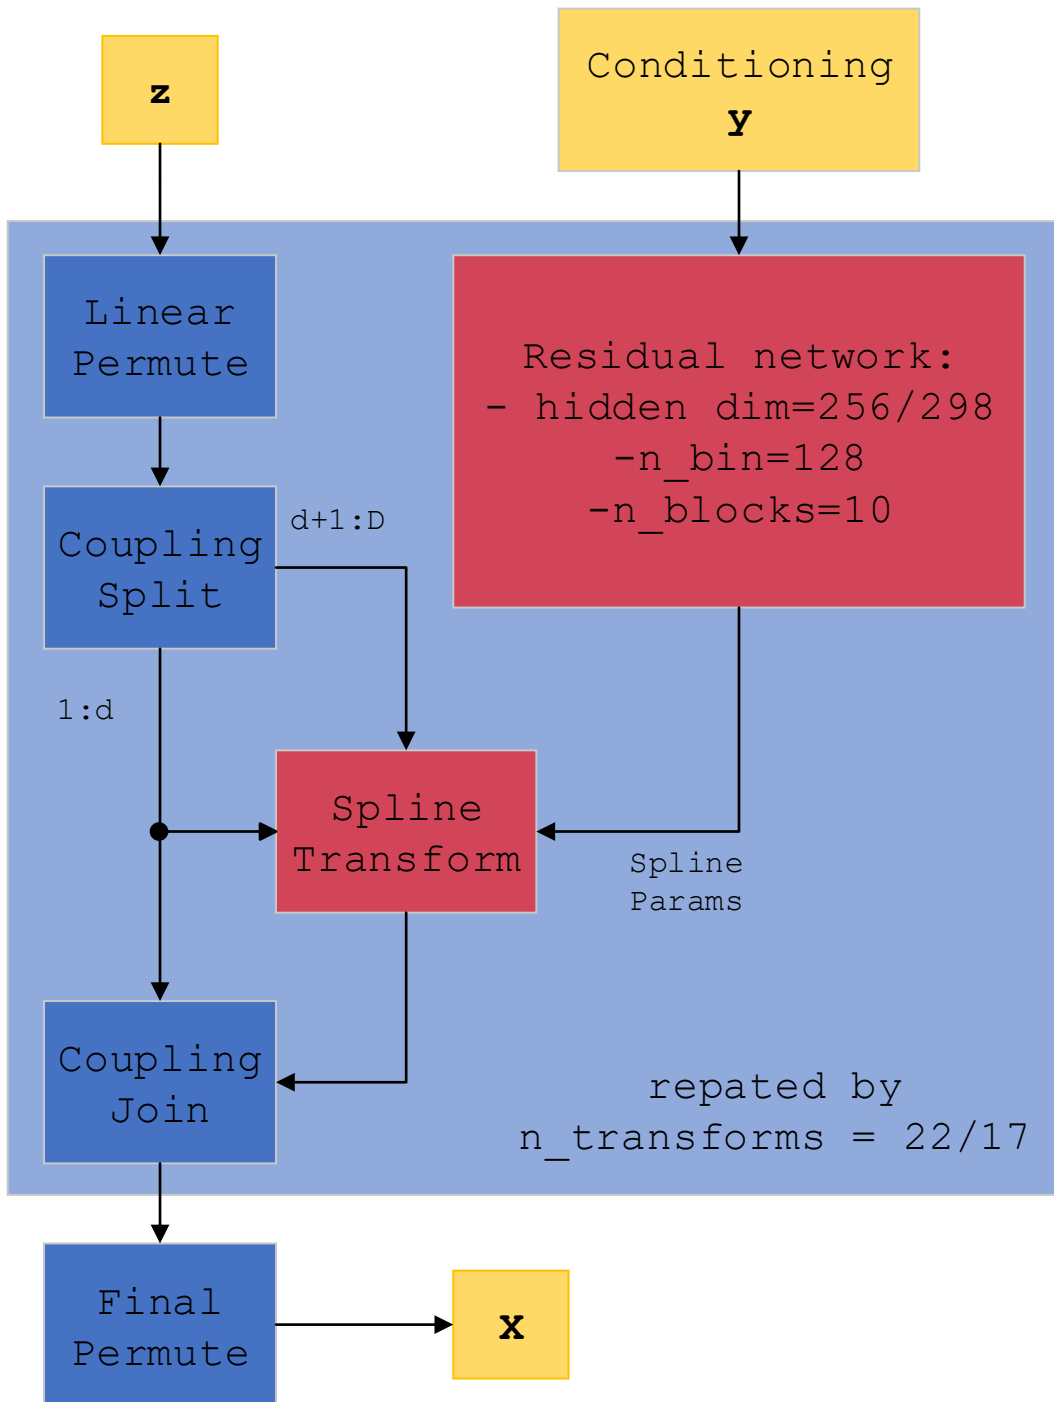 z
Conditioning
y
Linear
Permute
Residual network:
- hidden dim=256/298
-n_bin=128
-n_blocks=10
Coupling
Split
d+1:D
1:d
Spline
Transform
Spline
Params
Coupling
Join
repated by
n_transforms = 22/17
Final
Permute
x